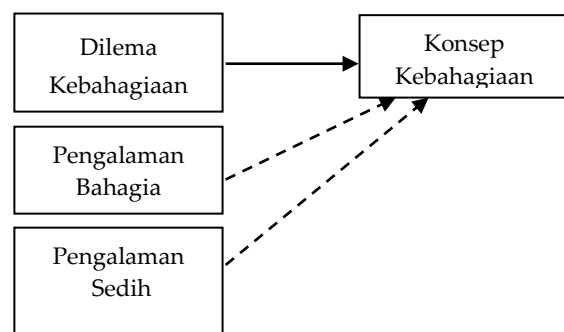 Dilema
Kebahagiaan
Konsep
Kebahagiaan
Pengalaman
Bahagia
Pengalaman
Sedih